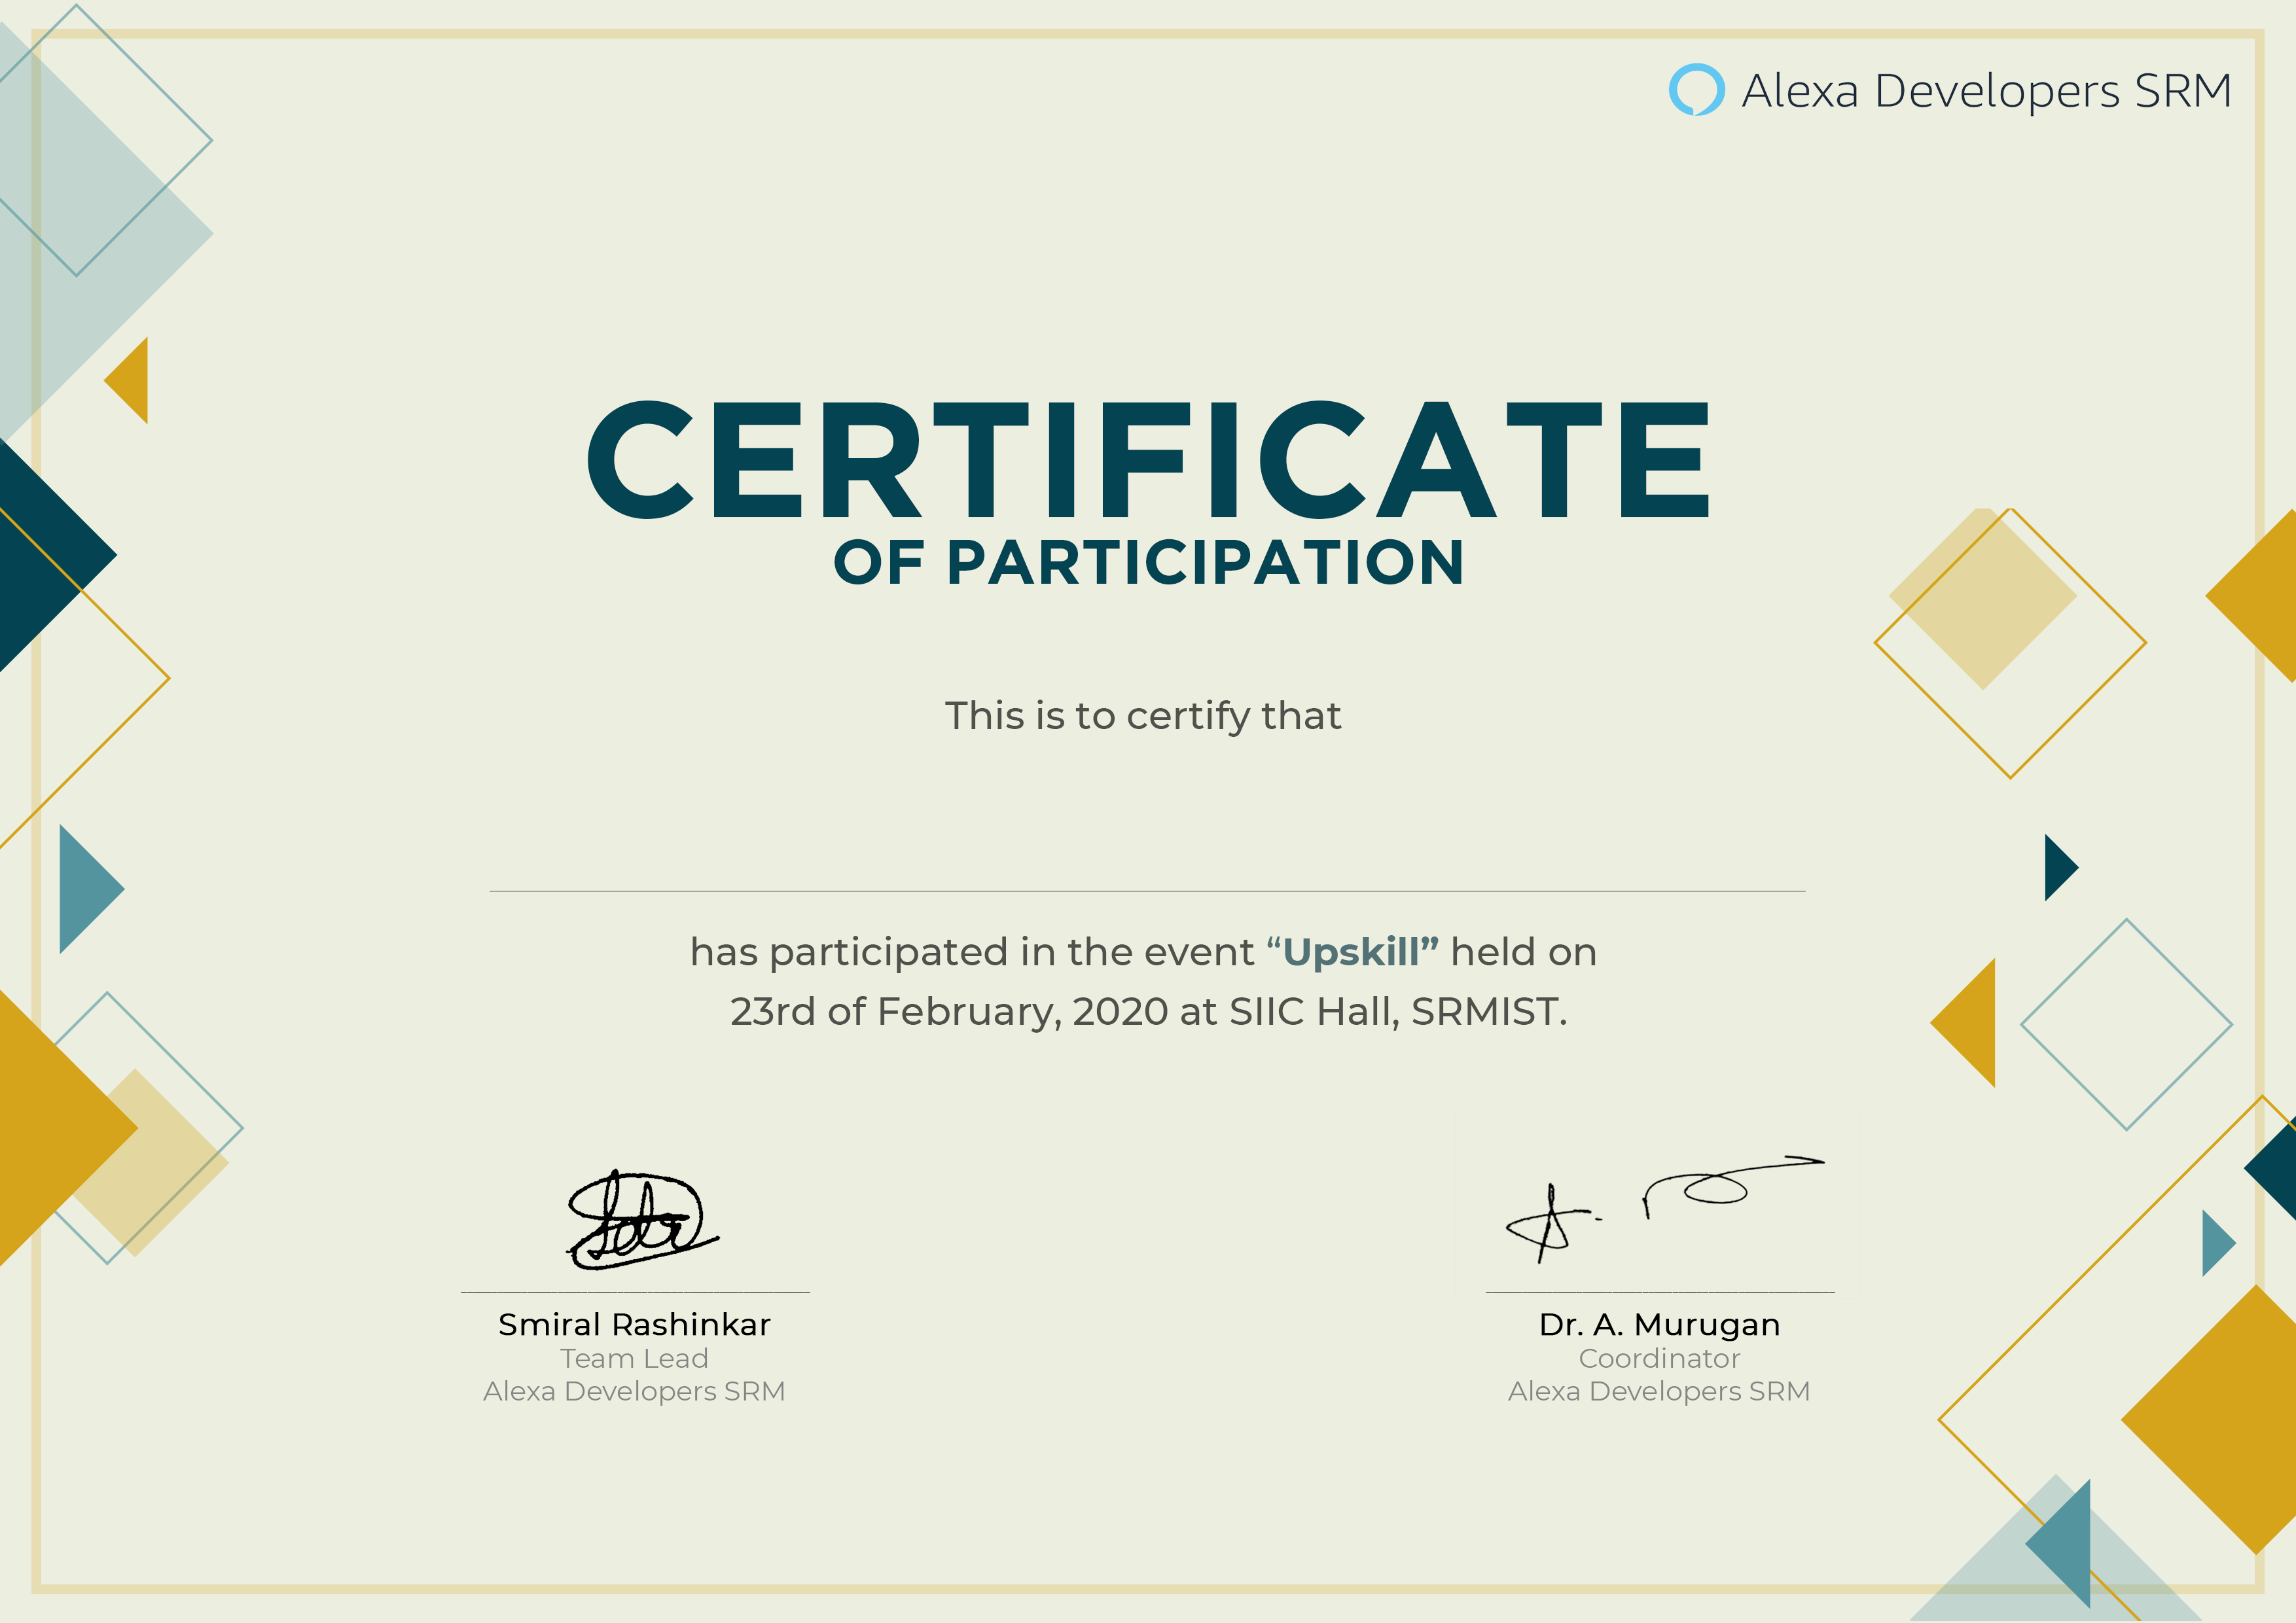 Alexa Developers SRM
CERTIFICATE
OF PARTICIPATION
This is to certify that
has participated in the event “Upskill” held on
23rd of February, 2020 at SIIC Hall, SRMIST.
Smiral Rashinkar
Team Lead
Alexa Developers SRM
Dr. A. Murugan
Coordinator
Alexa Developers SRM